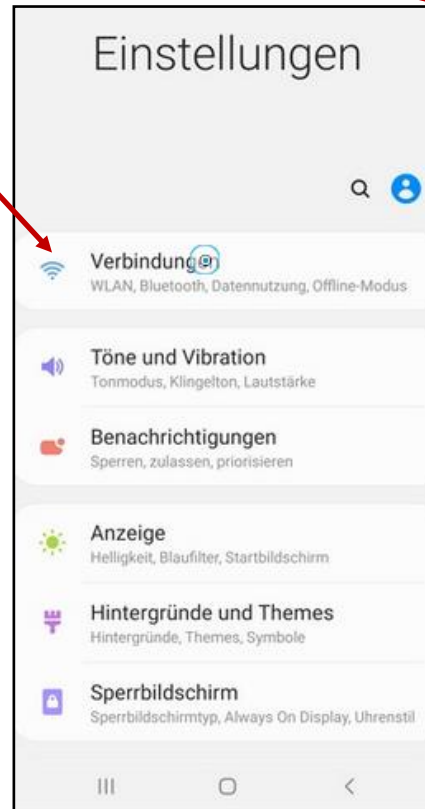 Einstellungen
Verbindungen
WLAN, Bluetooth, Datennutzung, Offline-Modus
Töne und Vibration
Tonmodus, Klingelton, Lautstärke
Benachrichtigungen
Sperren, zulassen, priorisieren
Anzeige
Helligkeit, Blaufilter, Startbildschirm
Hintergründe und Themes
Hintergründe, Themes, Symbole
Sperrbildschirm
Sperrbildschirmtyp, Always On Display, Uhrenstil